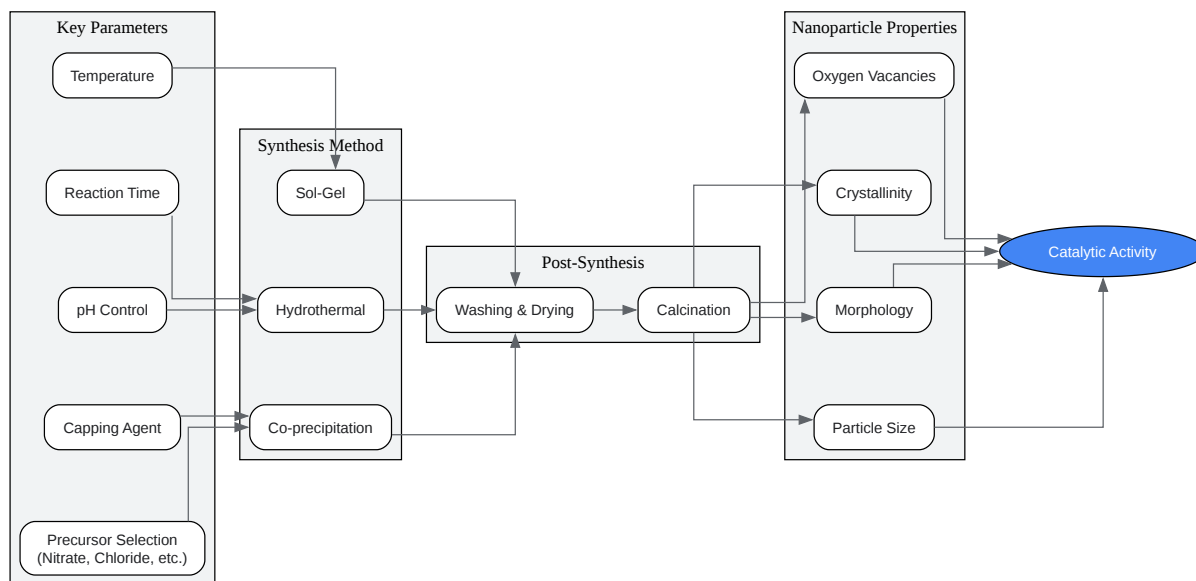 Key Parameters
Temperature
Reaction Time
pH Control
Capping Agent
Precursor Selection
(Nitrate, Chloride, etc.)
Synthesis Method
Sol-Gel
Hydrothermal
Co-precipitation
Post-Synthesis
Washing & Drying
Calcination
Nanoparticle Properties
Oxygen Vacancies
Crystallinity
Morphology
Particle Size
Catalytic Activity